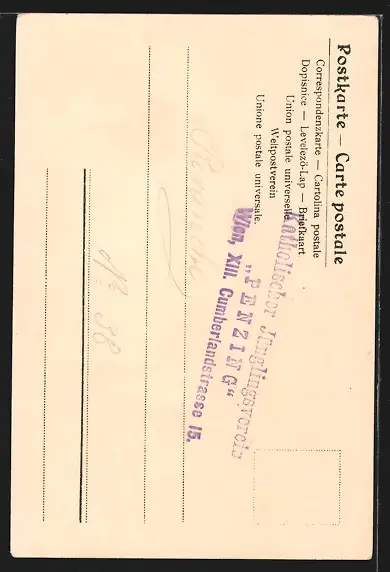 Postkarte — Carte postale
Correspondenzkarte — Cartolina postale
Dopisnice — Levelező-Lap — Briefkaart
Union postale universelle
Weltpostverein
Unione postale universale.
Katholischer Jünglingsverein
„PENZING“
Wien, XIII. Cumberlandstrasse 15.
38